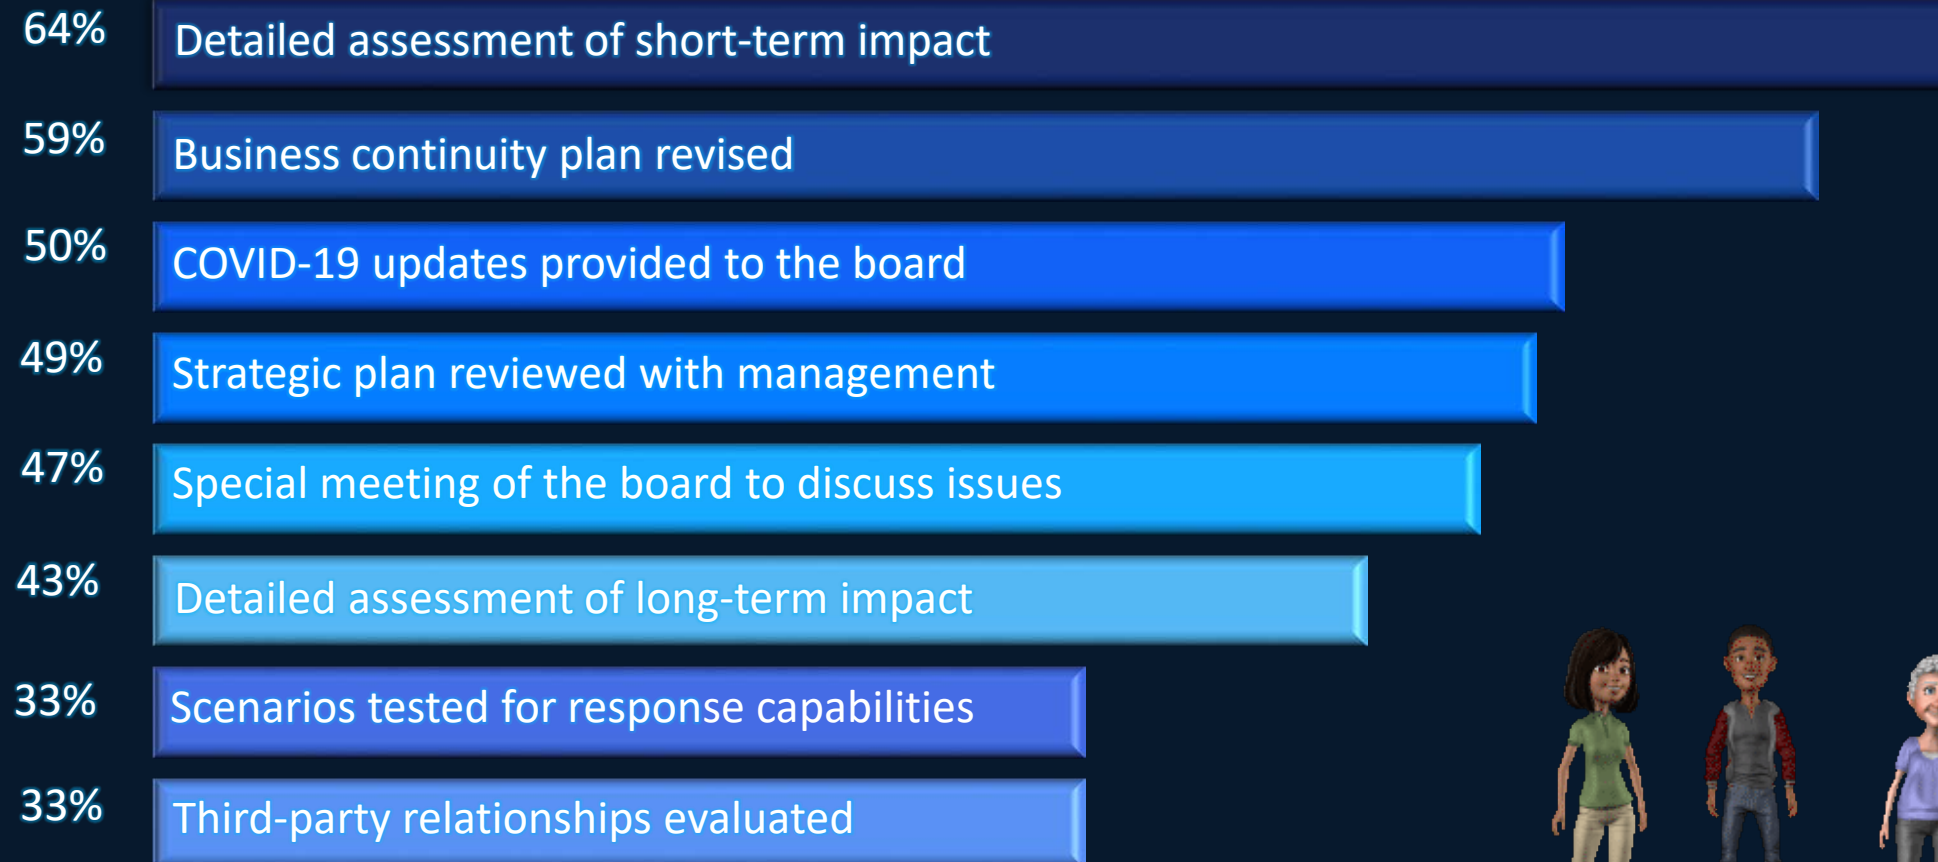 64% Detailed assessment of short-term impact
59% Business continuity plan revised
50% COVID-19 updates provided to the board
49% Strategic plan reviewed with management
47% Special meeting of the board to discuss issues
43% Detailed assessment of long-term impact
33% Scenarios tested for response capabilities
33% Third-party relationships evaluated